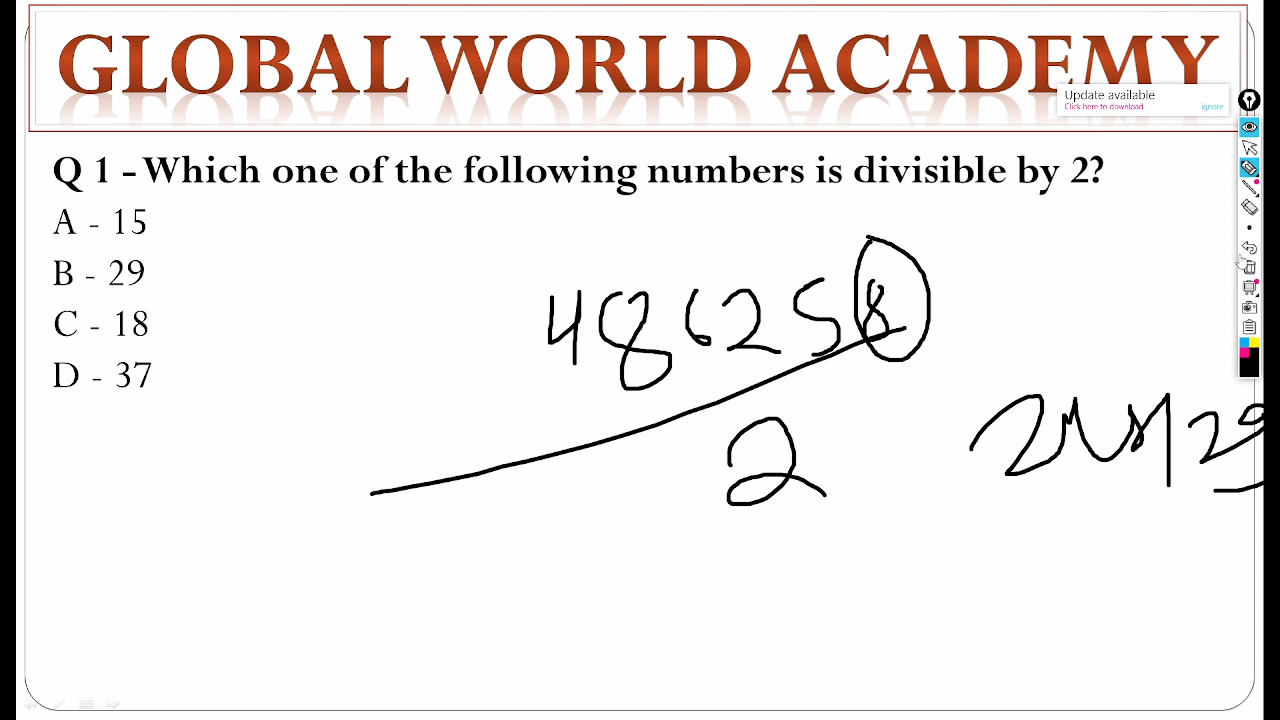 GLOBAL WORLD ACADEMY
Update available
Click here to download ignore
Q 1 - Which one of the following numbers is divisible by 2?
A - 15
B - 29
C - 18
D - 37
486258
2